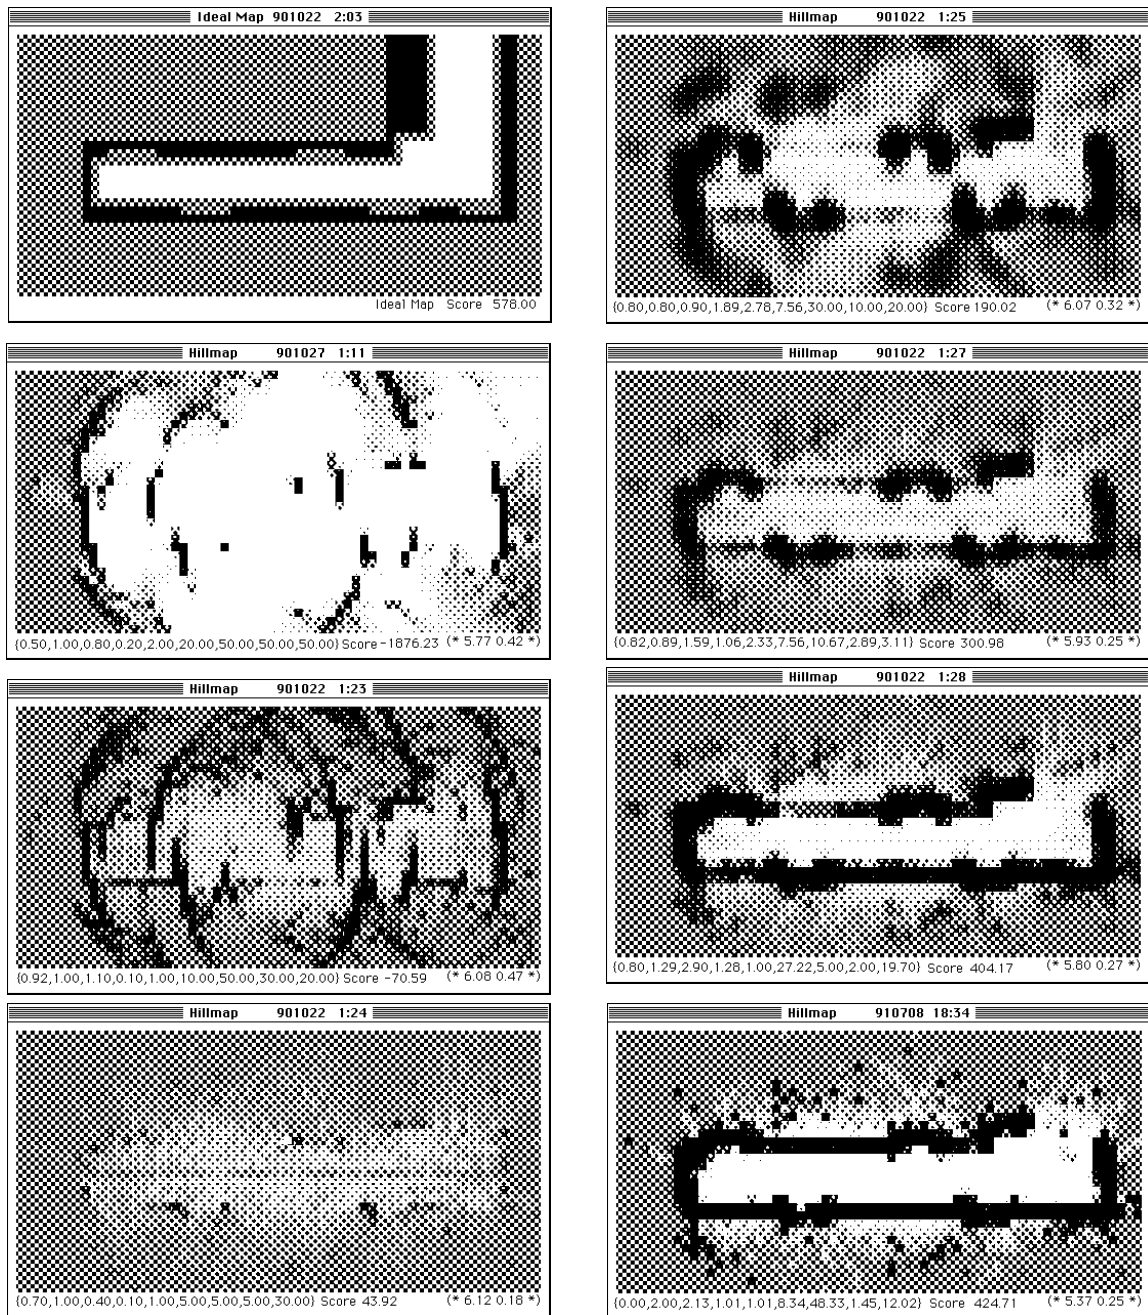 Ideal Map 901022 2:03
Ideal Map Score 578.00
Hillmap 901027 1:11
{0.50,1.00,0.80,0.20,2.00,20.00,50.00,50.00,50.00} Score -1876.23 (* 5.77 0.42 *)
Hillmap 901022 1:23
{0.92,1.00,1.10,0.10,1.00,10.00,50.00,30.00,20.00} Score -70.59 (* 6.08 0.47 *)
Hillmap 901022 1:24
{0.70,1.00,0.40,0.10,1.00,5.00,5.00,5.00,30.00} Score 43.92 (* 6.12 0.18 *)
Hillmap 901022 1:25
{0.80,0.80,0.90,1.89,2.78,7.56,30.00,10.00,20.00} Score 190.02 (* 6.07 0.32 *)
Hillmap 901022 1:27
{0.82,0.89,1.59,1.06,2.33,7.56,10.67,2.89,3.11} Score 300.98 (* 5.93 0.25 *)
Hillmap 901022 1:28
{0.80,1.29,2.90,1.28,1.00,27.22,5.00,2.00,19.70} Score 404.17 (* 5.80 0.27 *)
Hillmap 910708 18:34
{0.00,2.00,2.13,1.01,1.01,8.34,48.33,1.45,12.02} Score 424.71 (* 5.37 0.25 *)